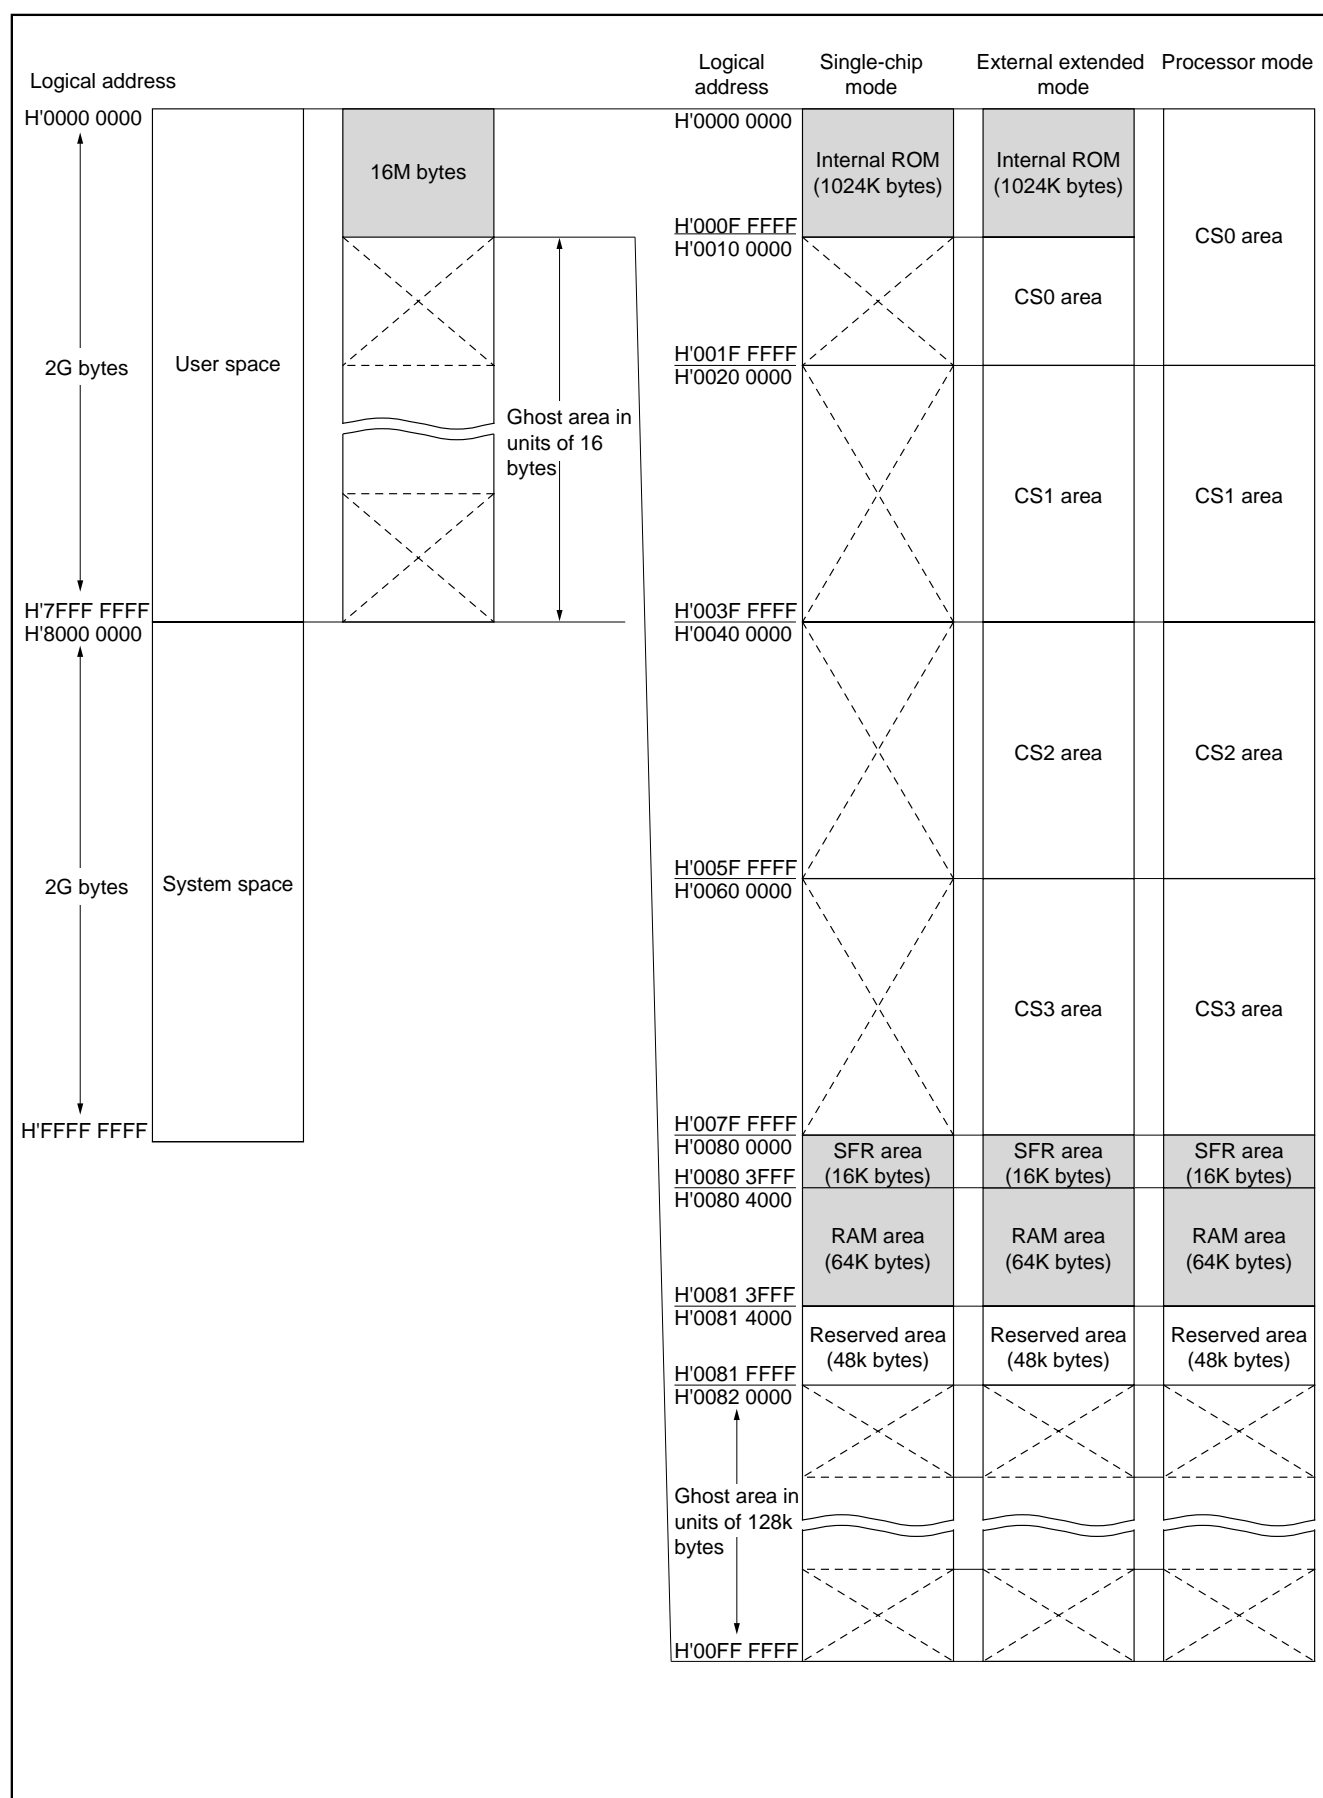 Logical address
H'0000 0000
2G bytes
H'7FFF FFFF
H'8000 0000
2G bytes
H'FFFF FFFF
User space
System space
16M bytes
Ghost area in
units of 16
bytes
Logical
address
Single-chip
mode
External extended
mode
Processor mode
H'0000 0000
H'000F FFFF
H'0010 0000
H'001F FFFF
H'0020 0000
H'003F FFFF
H'0040 0000
H'005F FFFF
H'0060 0000
H'007F FFFF
H'0080 0000
H'0080 3FFF
H'0080 4000
H'0081 3FFF
H'0081 4000
H'0081 FFFF
H'0082 0000
Ghost area in
units of 128k
bytes
H'00FF FFFF
Internal ROM
(1024K bytes)
SFR area
(16K bytes)
RAM area
(64K bytes)
Reserved area
(48k bytes)
Internal ROM
(1024K bytes)
CS0 area
CS1 area
CS2 area
CS3 area
SFR area
(16K bytes)
RAM area
(64K bytes)
Reserved area
(48k bytes)
CS0 area
CS1 area
CS2 area
CS3 area
SFR area
(16K bytes)
RAM area
(64K bytes)
Reserved area
(48k bytes)